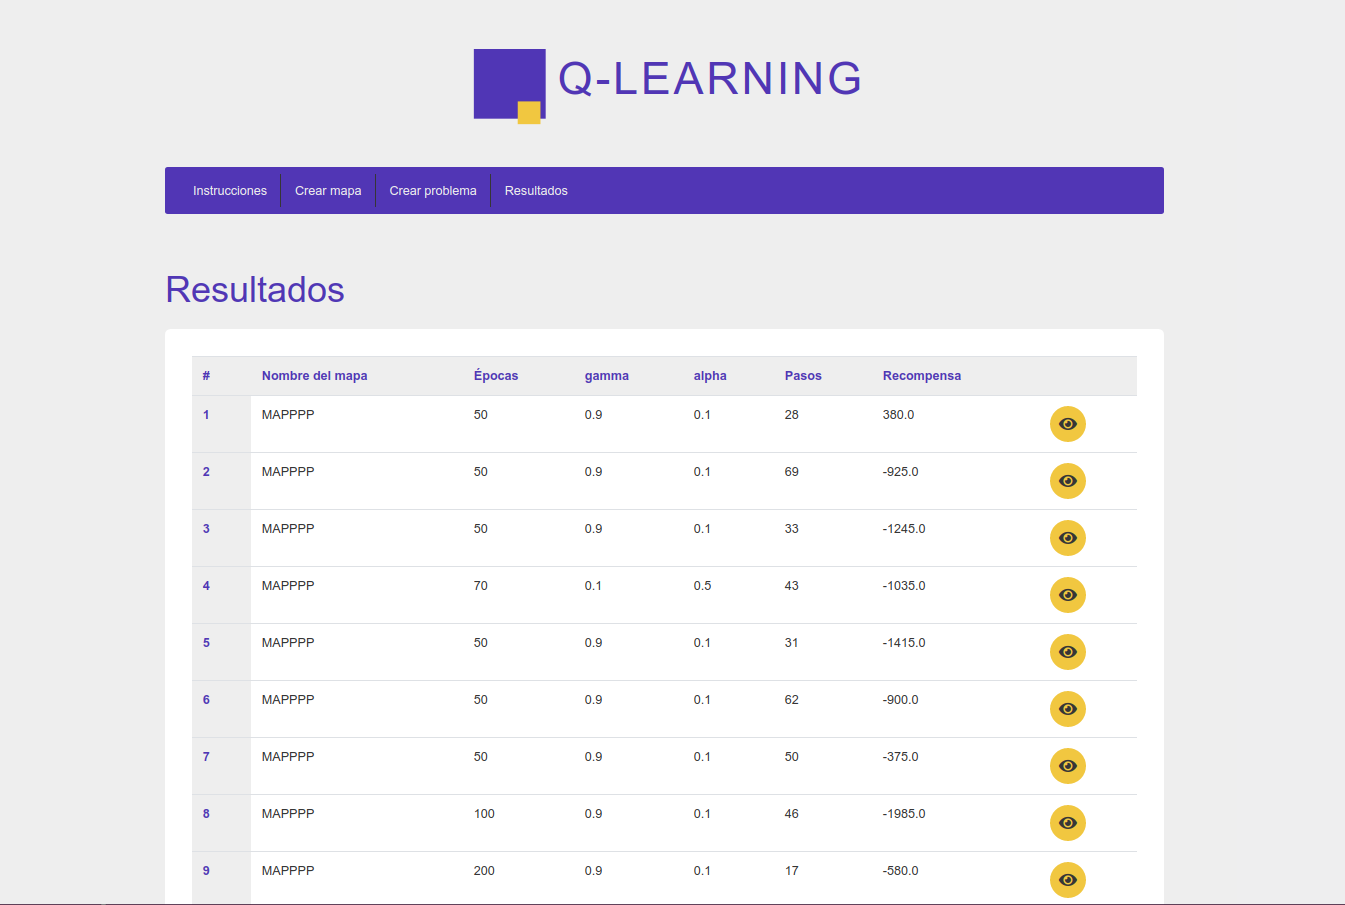 Q-LEARNING
Instrucciones Crear mapa Crear problema Resultados
Resultados
# Nombre del mapa Épocas gamma alpha Pasos Recompensa
1 MAPPPP 50 0.9 0.1 28 380.0
2 MAPPPP 50 0.9 0.1 69 -925.0
3 MAPPPP 50 0.9 0.1 33 -1245.0
4 MAPPPP 70 0.1 0.5 43 -1035.0
5 MAPPPP 50 0.9 0.1 31 -1415.0
6 MAPPPP 50 0.9 0.1 62 -900.0
7 MAPPPP 50 0.9 0.1 50 -375.0
8 MAPPPP 100 0.9 0.1 46 -1985.0
9 MAPPPP 200 0.9 0.1 17 -580.0